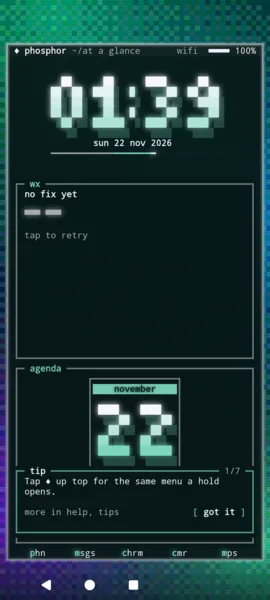 ♦ phosphor ~/at a glance wifi 100%
01:39
sun 22 nov 2026
wx
no fix yet
--
tap to retry
agenda
november
22
tip 1/7
Tap ♦ up top for the same menu a hold
opens.
more in help, tips [ got it ]
phn msgs chrm cmr mps